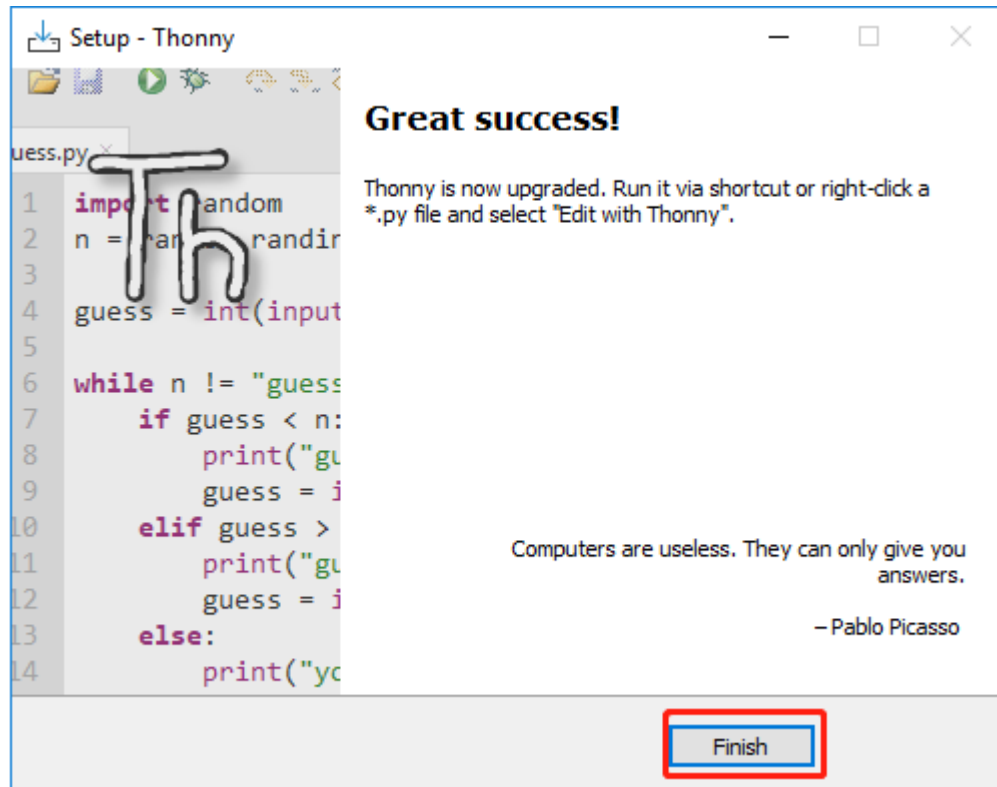 Setup - Thonny
uess.py ×
Th
1 import random
2 n = randin
3
4 guess = int(input
5
6 while n != "guess
7 if guess < n:
8 print("gu
9 guess = i
10 elif guess >
11 print("gu
12 guess = i
13 else:
14 print("yo
Great success!
Thonny is now upgraded. Run it via shortcut or right-click a
*.py file and select "Edit with Thonny".
Computers are useless. They can only give you
answers.
– Pablo Picasso
Finish